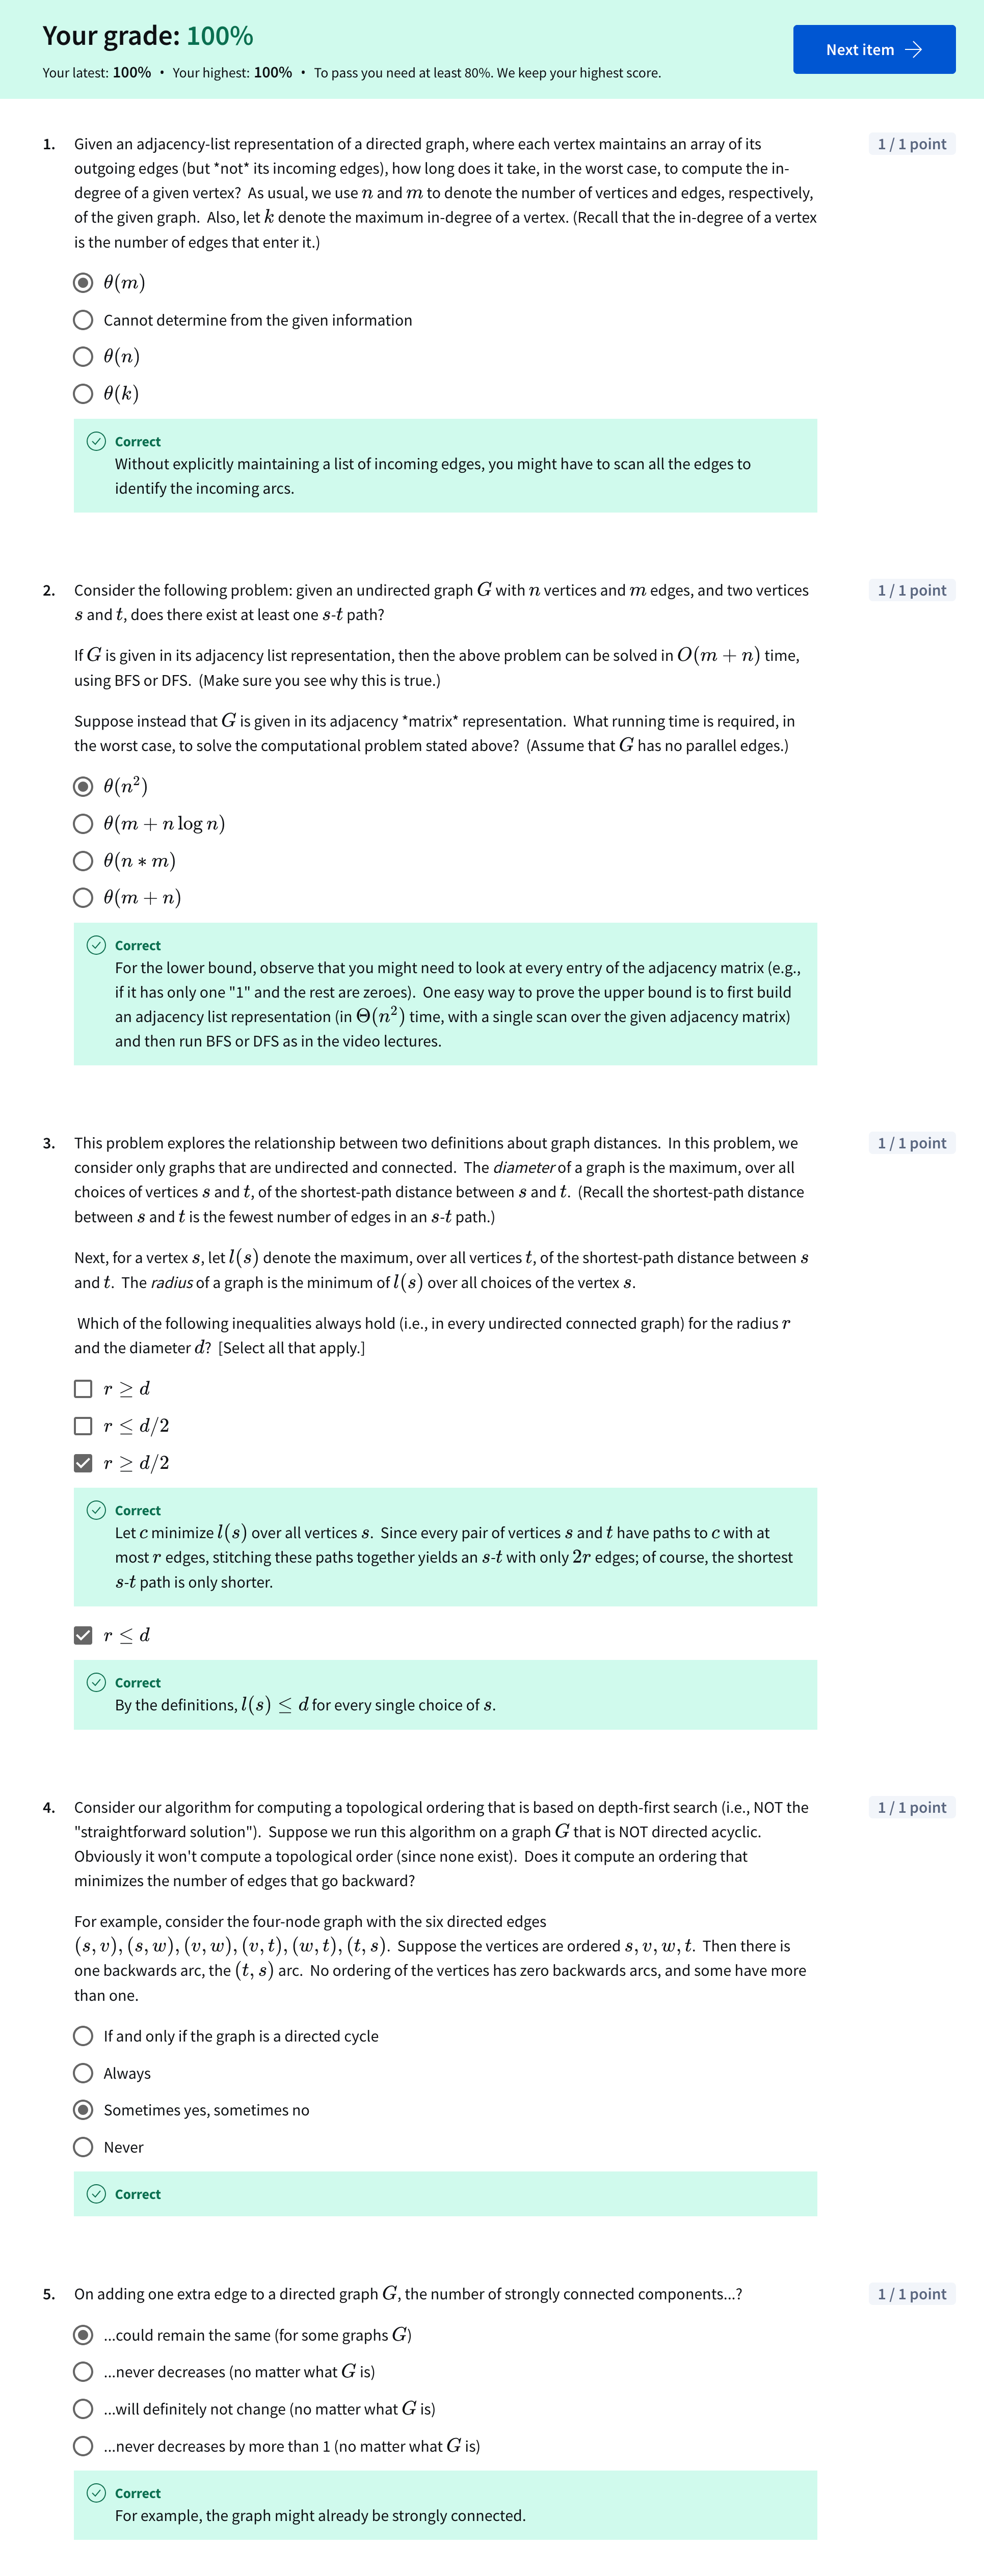 Your grade: 100%
Next item →
Your latest: 100% • Your highest: 100% • To pass you need at least 80%. We keep your highest score.
1. Given an adjacency-list representation of a directed graph, where each vertex maintains an array of its
1 / 1 point
outgoing edges (but *not* its incoming edges), how long does it take, in the worst case, to compute the in-
degree of a given vertex? As usual, we use n and m to denote the number of vertices and edges, respectively,
of the given graph. Also, let k denote the maximum in-degree of a vertex. (Recall that the in-degree of a vertex
is the number of edges that enter it.)
θ(m)
Cannot determine from the given information
θ(n)
θ(k)
Correct
Without explicitly maintaining a list of incoming edges, you might have to scan all the edges to
identify the incoming arcs.
2. Consider the following problem: given an undirected graph G with n vertices and m edges, and two vertices
1 / 1 point
s and t, does there exist at least one s-t path?
If G is given in its adjacency list representation, then the above problem can be solved in O(m + n) time,
using BFS or DFS. (Make sure you see why this is true.)
Suppose instead that G is given in its adjacency *matrix* representation. What running time is required, in
the worst case, to solve the computational problem stated above? (Assume that G has no parallel edges.)
θ(n²)
θ(m + n log n)
θ(n ∗ m)
θ(m + n)
Correct
For the lower bound, observe that you might need to look at every entry of the adjacency matrix (e.g.,
if it has only one "1" and the rest are zeroes). One easy way to prove the upper bound is to first build
an adjacency list representation (in Θ(n²) time, with a single scan over the given adjacency matrix)
and then run BFS or DFS as in the video lectures.
3. This problem explores the relationship between two definitions about graph distances. In this problem, we
1 / 1 point
consider only graphs that are undirected and connected. The diameter of a graph is the maximum, over all
choices of vertices s and t, of the shortest-path distance between s and t. (Recall the shortest-path distance
between s and t is the fewest number of edges in an s-t path.)
Next, for a vertex s, let l(s) denote the maximum, over all vertices t, of the shortest-path distance between s
and t. The radius of a graph is the minimum of l(s) over all choices of the vertex s.
Which of the following inequalities always hold (i.e., in every undirected connected graph) for the radius r
and the diameter d? [Select all that apply.]
r ≥ d
r ≤ d/2
r ≥ d/2
Correct
Let c minimize l(s) over all vertices s. Since every pair of vertices s and t have paths to c with at
most r edges, stitching these paths together yields an s-t with only 2r edges; of course, the shortest
s-t path is only shorter.
r ≤ d
Correct
By the definitions, l(s) ≤ d for every single choice of s.
4. Consider our algorithm for computing a topological ordering that is based on depth-first search (i.e., NOT the
1 / 1 point
"straightforward solution"). Suppose we run this algorithm on a graph G that is NOT directed acyclic.
Obviously it won't compute a topological order (since none exist). Does it compute an ordering that
minimizes the number of edges that go backward?
For example, consider the four-node graph with the six directed edges
(s, v), (s, w), (v, w), (v, t), (w, t), (t, s). Suppose the vertices are ordered s, v, w, t. Then there is
one backwards arc, the (t, s) arc. No ordering of the vertices has zero backwards arcs, and some have more
than one.
If and only if the graph is a directed cycle
Always
Sometimes yes, sometimes no
Never
Correct
5. On adding one extra edge to a directed graph G, the number of strongly connected components...?
1 / 1 point
...could remain the same (for some graphs G)
...never decreases (no matter what G is)
...will definitely not change (no matter what G is)
...never decreases by more than 1 (no matter what G is)
Correct
For example, the graph might already be strongly connected.